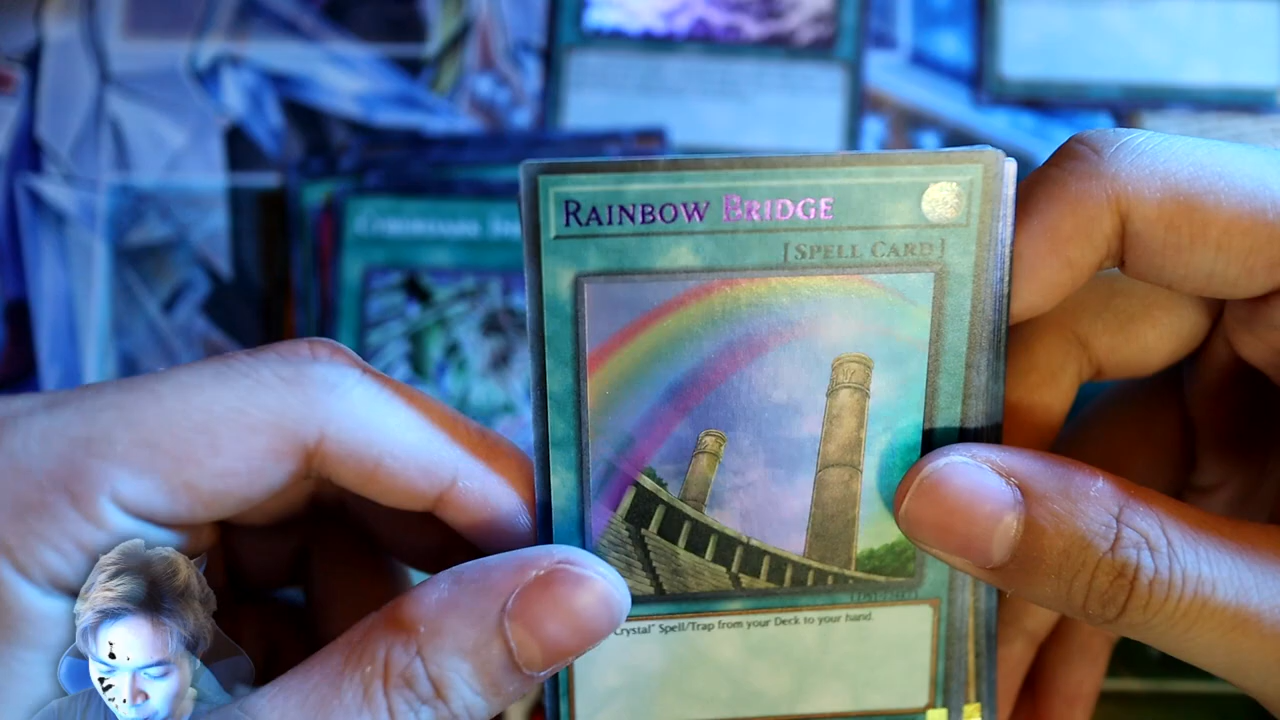 RAINBOW BRIDGE
[SPELL CARD]
Crystal" Spell/Trap from your Deck to your hand.